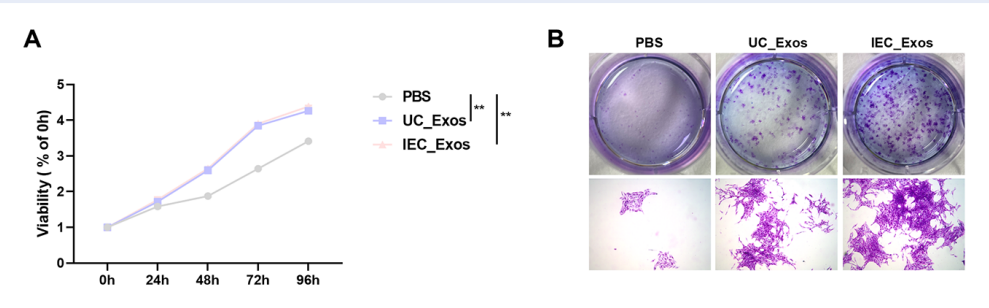 A
Viability ( % of 0h)
5
4
3
2
1
0
0h 24h 48h 72h 96h
PBS
UC_Exos
IEC_Exos
**
**
B
PBS UC_Exos IEC_Exos